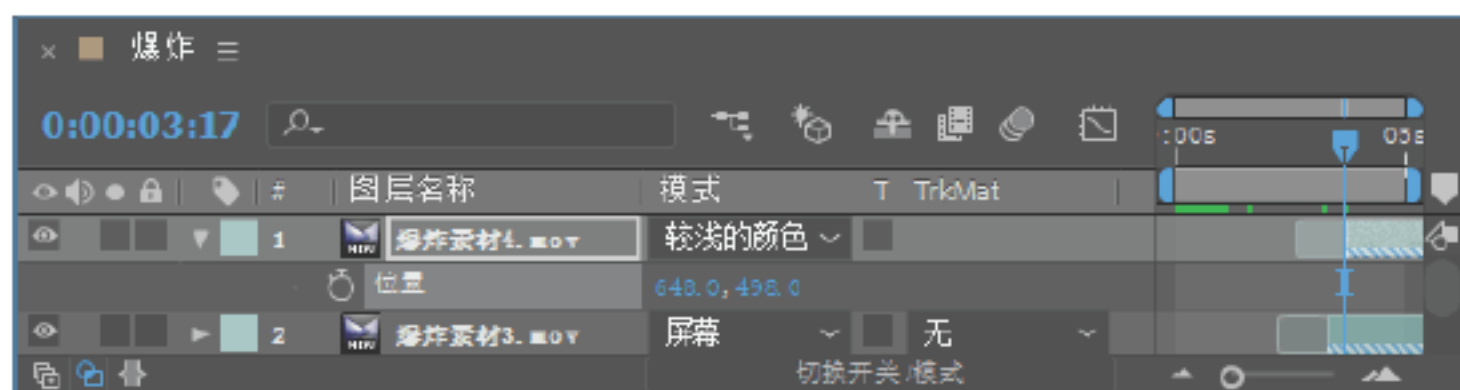 爆炸
0:00:03:17
:00s 05s
# 图层名称 模式 T TrkMat
1 爆炸素材4.mov 较浅的颜色
位置 648.0, 498.0
2 爆炸素材3.mov 屏幕 无
切换开关/模式